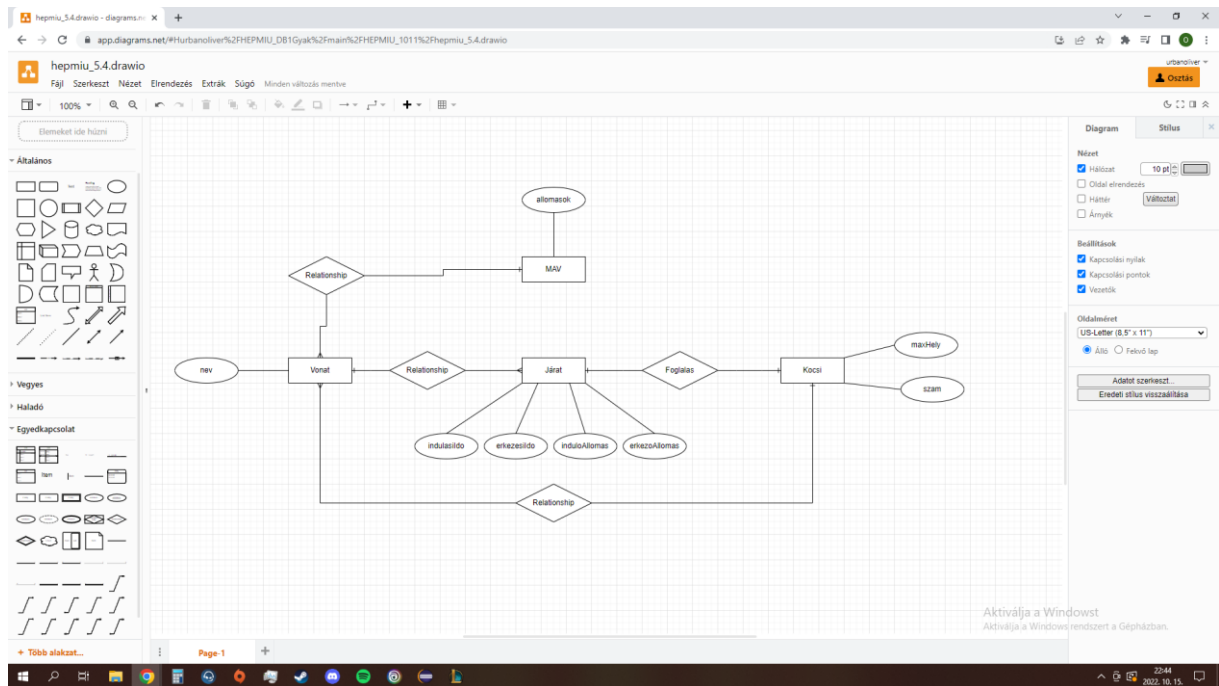 hepmiu_5.4.drawio - diagrams.ne
app.diagrams.net/#Hurbanoliver%2FHEPMIU_DB1Gyak%2Fmain%2FHEPMIU_1011%2Fhepmiu_5.4.drawio
hepmiu_5.4.drawio
urbanoliver
Fájl Szerkeszt Nézet Elrendezés Extrák Súgó Minden változás mentve
Osztás
100%
Elemeket ide húzni
Általános
Vegyes
Haladó
Egyedkapcsolat
Item
+ Több alakzat...
allomasok
MAV
Relationship
nev
Vonat
Relationship
Járat
Foglalas
Kocsi
maxHely
szam
indulasiIdo
erkezesiIdo
induloAllomas
erkezoAllomas
Relationship
Diagram Stílus
Nézet
Hálózat 10 pt
Oldal elrendezés
Háttér Változtat
Árnyék
Beállítások
Kapcsolási nyilak
Kapcsolási pontok
Vezetők
Oldalméret
US-Letter (8,5" x 11")
Álló Fekvő lap
Adatot szerkeszt...
Eredeti stílus visszaálítása
Aktiválja a Windowst
Aktiválja a Windows rendszert a Gépházban.
Page-1
22:44
2022. 10. 15.